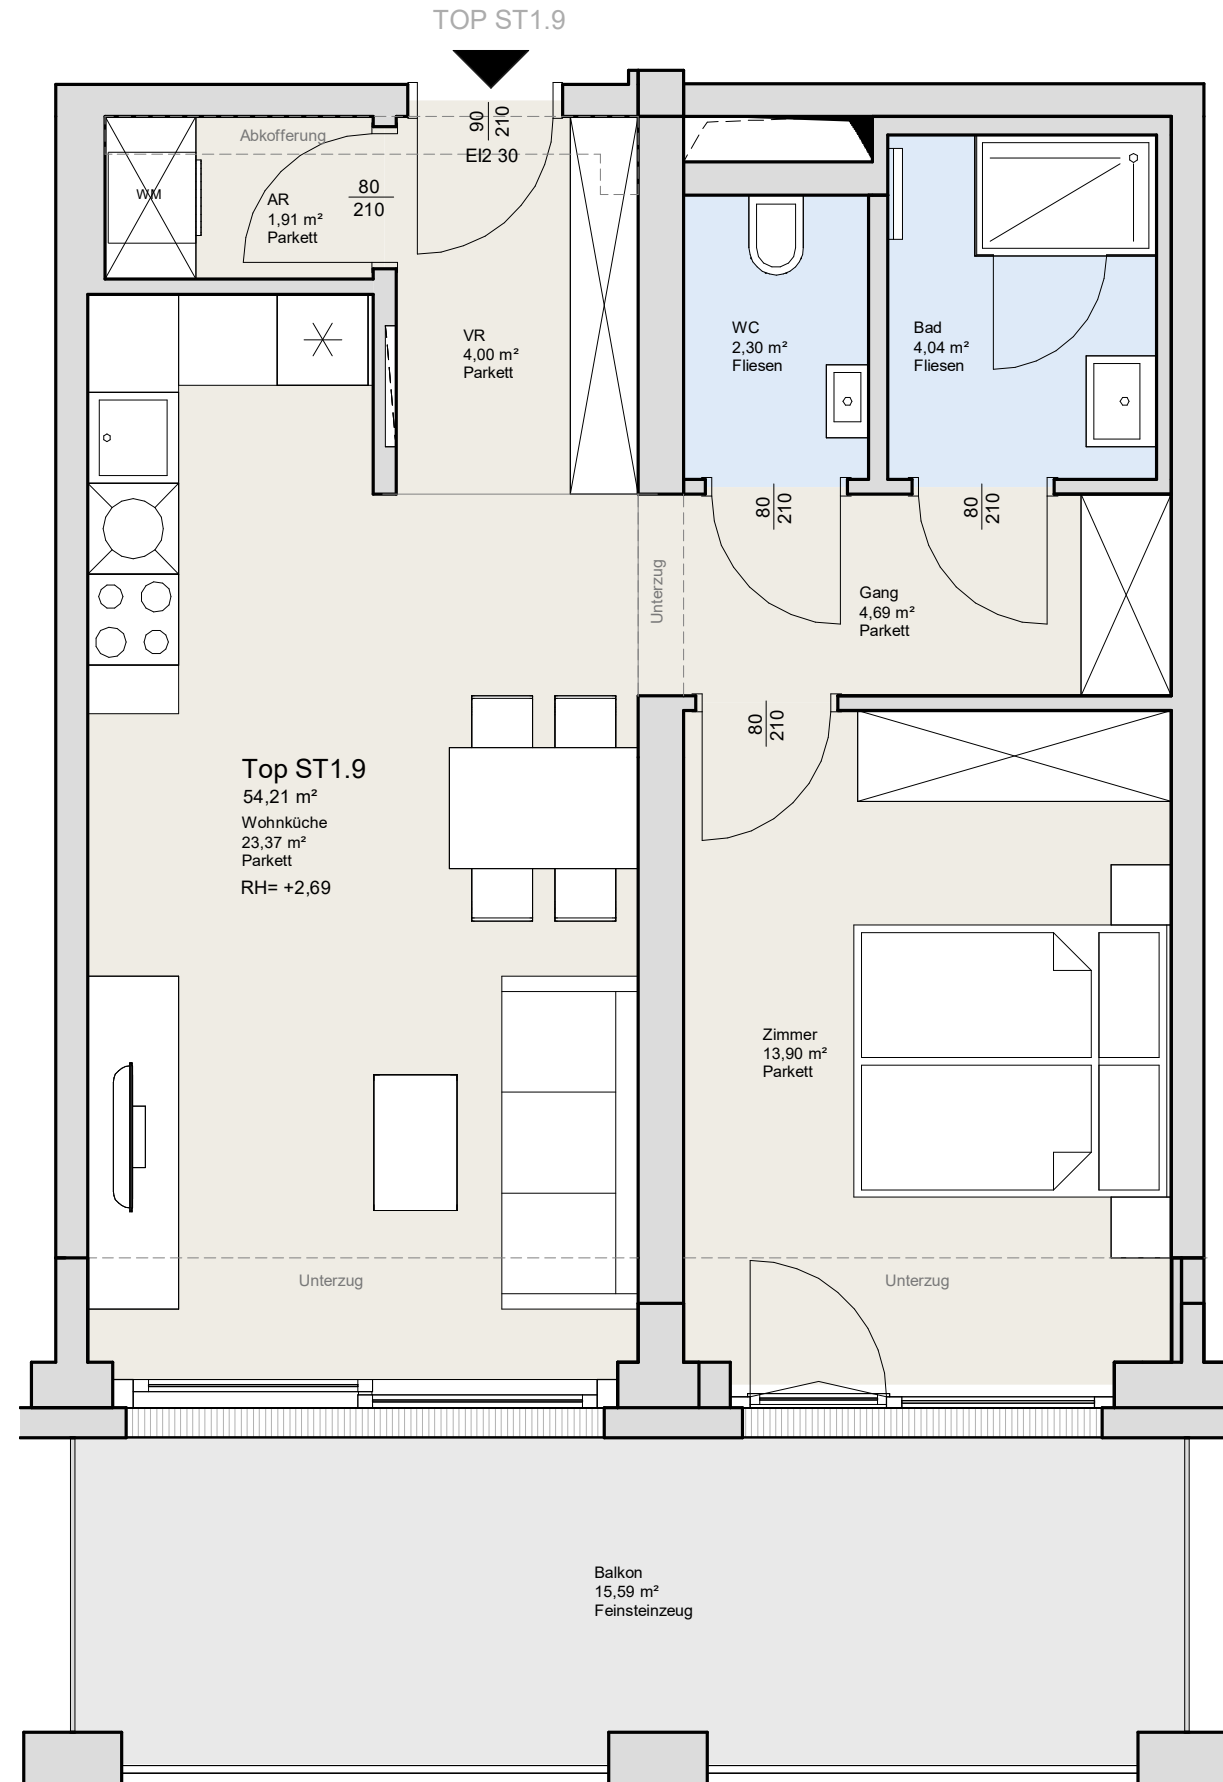 TOP ST1.9
90
210
EI2 30
Abkofferung
WM
AR
1,91 m²
Parkett
80
210
VR
4,00 m²
Parkett
WC
2,30 m²
Fliesen
Bad
4,04 m²
Fliesen
80
210
80
210
Unterzug
Gang
4,69 m²
Parkett
80
210
Top ST1.9
54,21 m²
Wohnküche
23,37 m²
Parkett
RH= +2,69
Zimmer
13,90 m²
Parkett
Unterzug
Unterzug
Balkon
15,59 m²
Feinsteinzeug